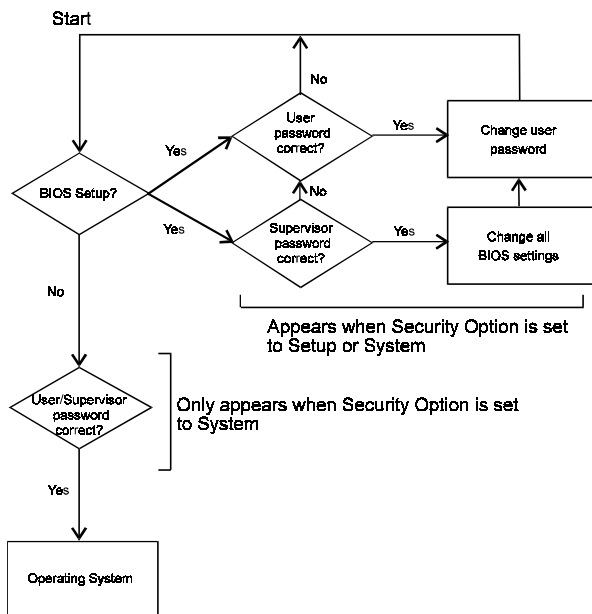 Start
No
User
password
correct?
Yes
Yes
Change user
password
BIOS Setup?
No
Yes
Supervisor
password
correct?
Yes
Change all
BIOS settings
No
Appears when Security Option is set
to Setup or System
User/Supervisor
password
correct?
Only appears when Security Option is set
to System
Yes
Operating System